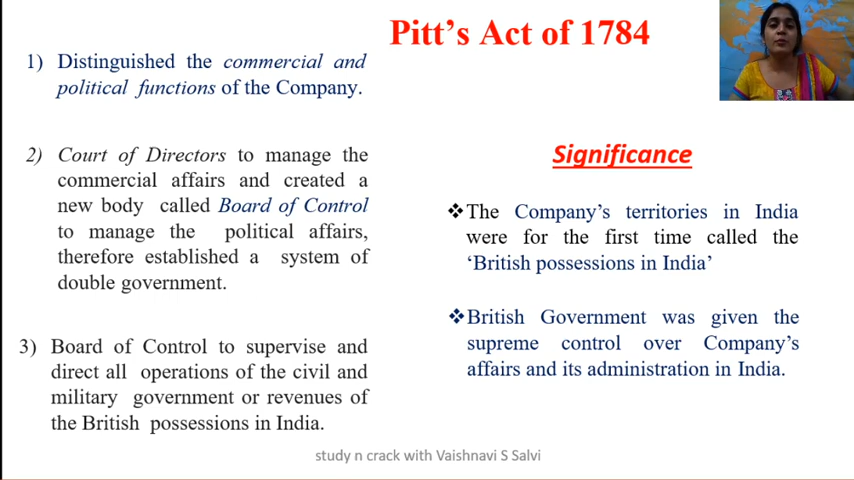 Pitt's Act of 1784
1) Distinguished the commercial and
political functions of the Company.
2) Court of Directors to manage the
commercial affairs and created a
new body called Board of Control
to manage the political affairs,
therefore established a system of
double government.
3) Board of Control to supervise and
direct all operations of the civil and
military government or revenues of
the British possessions in India.
Significance
❖The Company's territories in India
were for the first time called the
‘British possessions in India’
❖British Government was given the
supreme control over Company's
affairs and its administration in India.
study n crack with Vaishnavi S Salvi